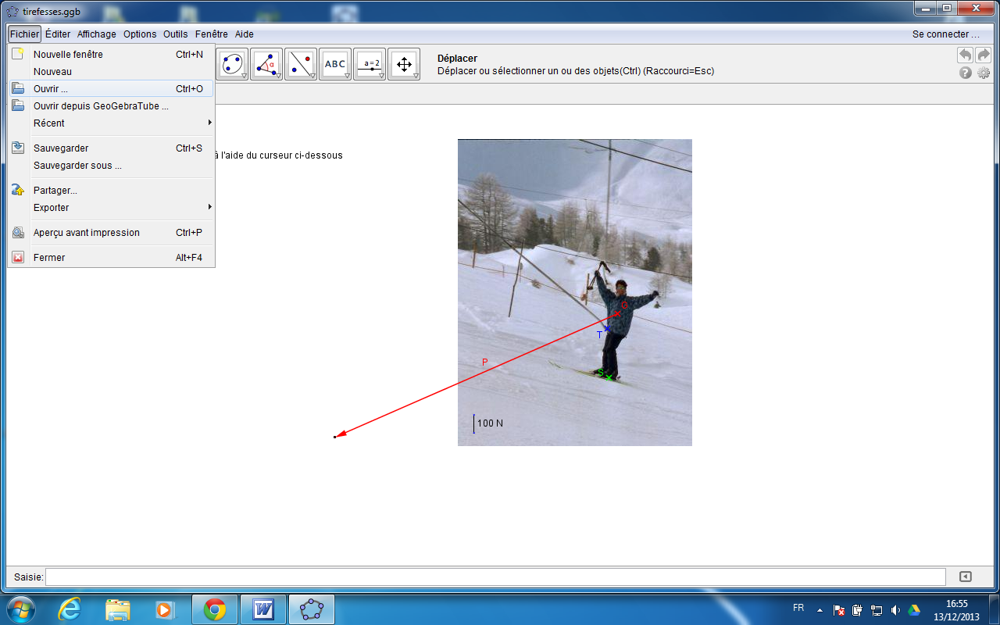 tirefesses.ggb
Fichier Éditer Affichage Options Outils Fenêtre Aide Se connecter ...
Nouvelle fenêtre Ctrl+N
Nouveau
Ouvrir ... Ctrl+O
Ouvrir depuis GeoGebraTube ...
Récent
Sauvegarder Ctrl+S
Sauvegarder sous ...
Partager...
Exporter
Aperçu avant impression Ctrl+P
Fermer Alt+F4
α
ABC
a=2
Déplacer
Déplacer ou sélectionner un ou des objets(Ctrl) (Raccourci=Esc)
à l'aide du curseur ci-dessous
G
T
P
S
100 N
Saisie:
FR
16:55
13/12/2013